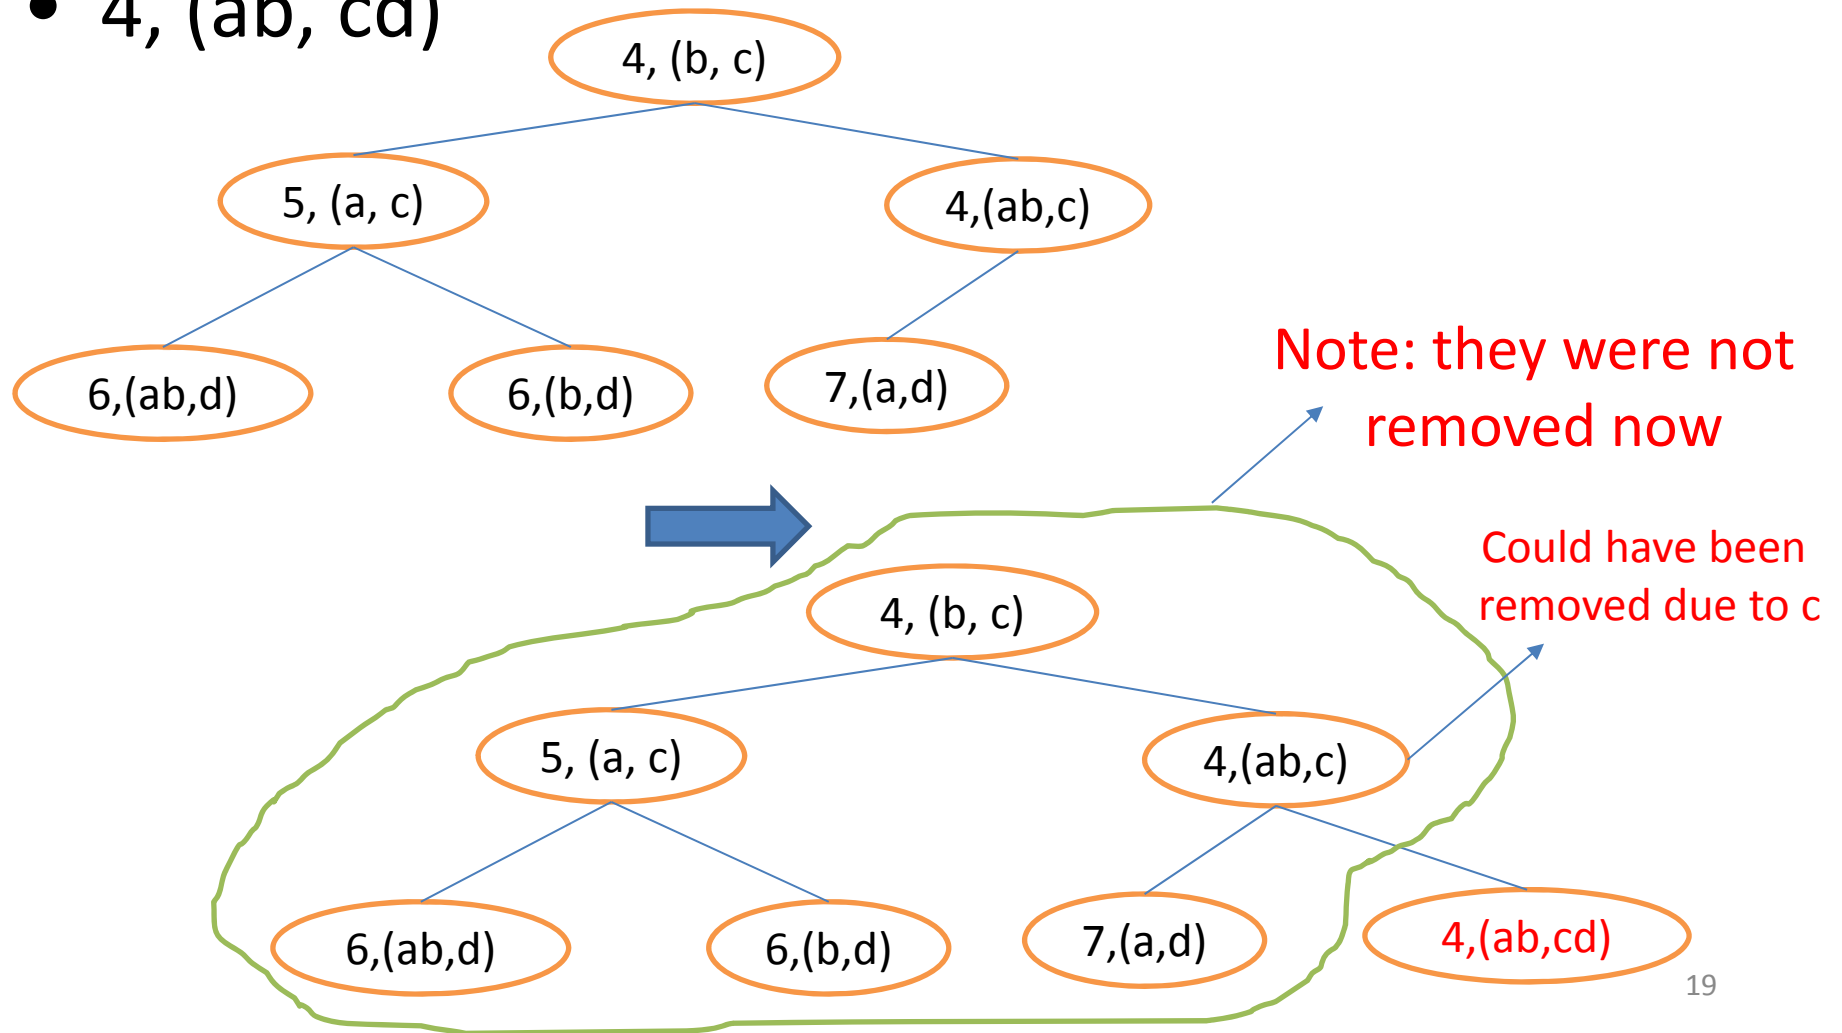 • 4, (ab, cd)
4, (b, c)
5, (a, c)
4,(ab,c)
6,(ab,d)
6,(b,d)
7,(a,d)
Note: they were not
removed now
Could have been
removed due to c
4, (b, c)
5, (a, c)
4,(ab,c)
6,(ab,d)
6,(b,d)
7,(a,d)
4,(ab,cd)
19